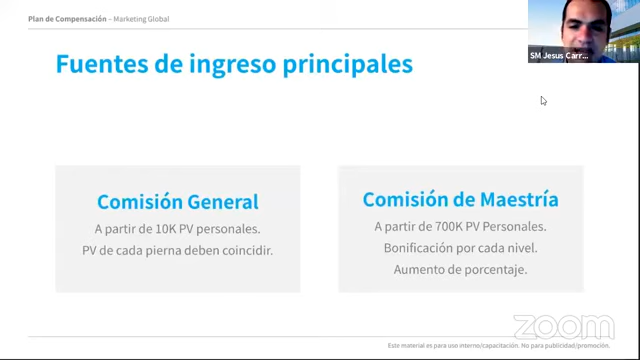 Plan de Compensación – Marketing Global
SM Jesus Carr...
Fuentes de ingreso principales
Comisión General
A partir de 10K PV personales.
PV de cada pierna deben coincidir.
Comisión de Maestría
A partir de 700K PV Personales.
Bonificación por cada nivel.
Aumento de porcentaje.
zoom
Este material es para uso interno/capacitación. No para publicidad/promoción.